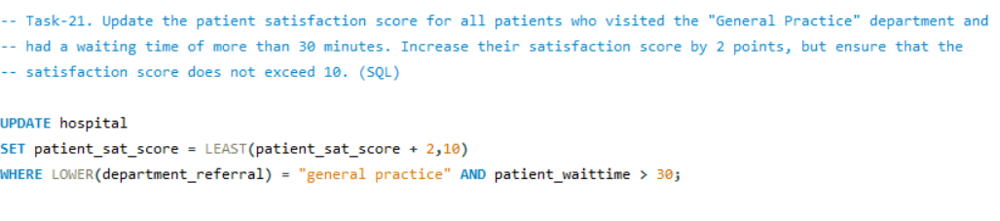 -- Task-21. Update the patient satisfaction score for all patients who visited the "General Practice" department and
-- had a waiting time of more than 30 minutes. Increase their satisfaction score by 2 points, but ensure that the
-- satisfaction score does not exceed 10. (SQL)
UPDATE hospital
SET patient_sat_score = LEAST(patient_sat_score + 2,10)
WHERE LOWER(department_referral) = "general practice" AND patient_waittime > 30;